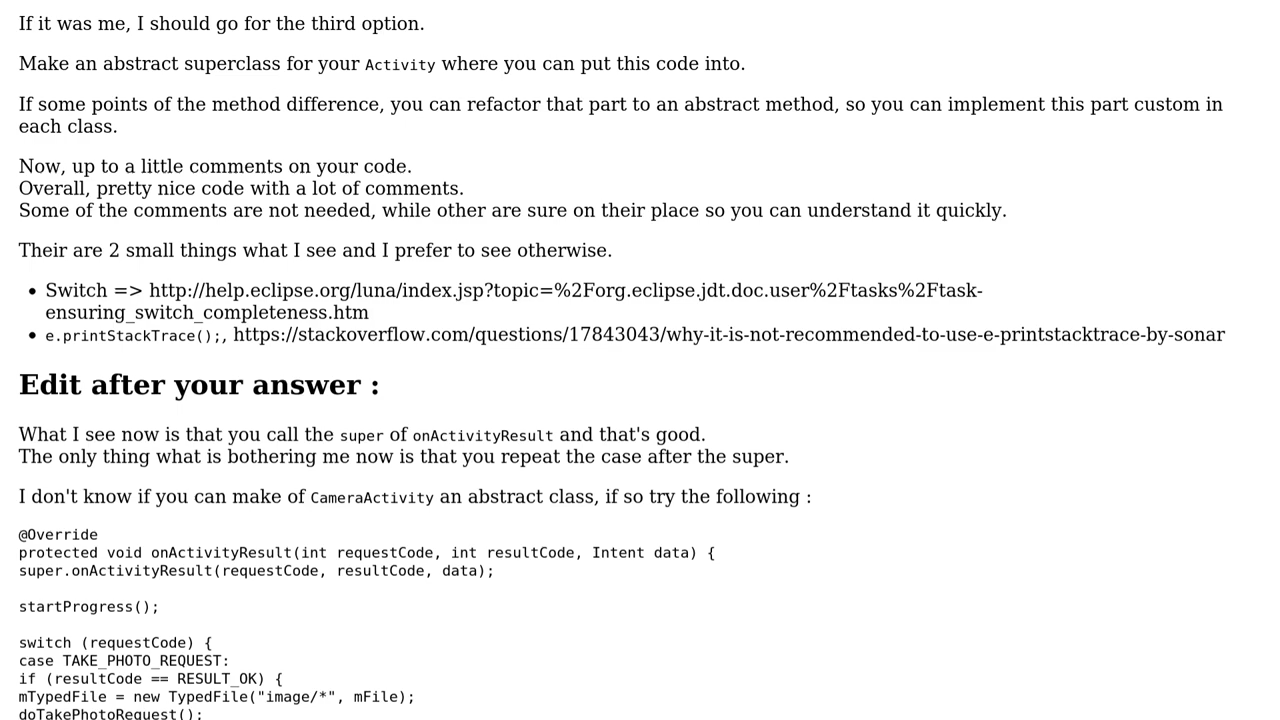 If it was me, I should go for the third option.
Make an abstract superclass for your Activity where you can put this code into.
If some points of the method difference, you can refactor that part to an abstract method, so you can implement this part custom in
each class.
Now, up to a little comments on your code.
Overall, pretty nice code with a lot of comments.
Some of the comments are not needed, while other are sure on their place so you can understand it quickly.
Their are 2 small things what I see and I prefer to see otherwise.
• Switch => http://help.eclipse.org/luna/index.jsp?topic=%2Forg.eclipse.jdt.doc.user%2Ftasks%2Ftask-
ensuring_switch_completeness.htm
• e.printStackTrace();, https://stackoverflow.com/questions/17843043/why-it-is-not-recommended-to-use-e-printstacktrace-by-sonar
Edit after your answer :
What I see now is that you call the super of onActivityResult and that's good.
The only thing what is bothering me now is that you repeat the case after the super.
I don't know if you can make of CameraActivity an abstract class, if so try the following :
@Override
protected void onActivityResult(int requestCode, int resultCode, Intent data) {
super.onActivityResult(requestCode, resultCode, data);
startProgress();
switch (requestCode) {
case TAKE_PHOTO_REQUEST:
if (resultCode == RESULT_OK) {
mTypedFile = new TypedFile("image/*", mFile);
doTakePhotoRequest();